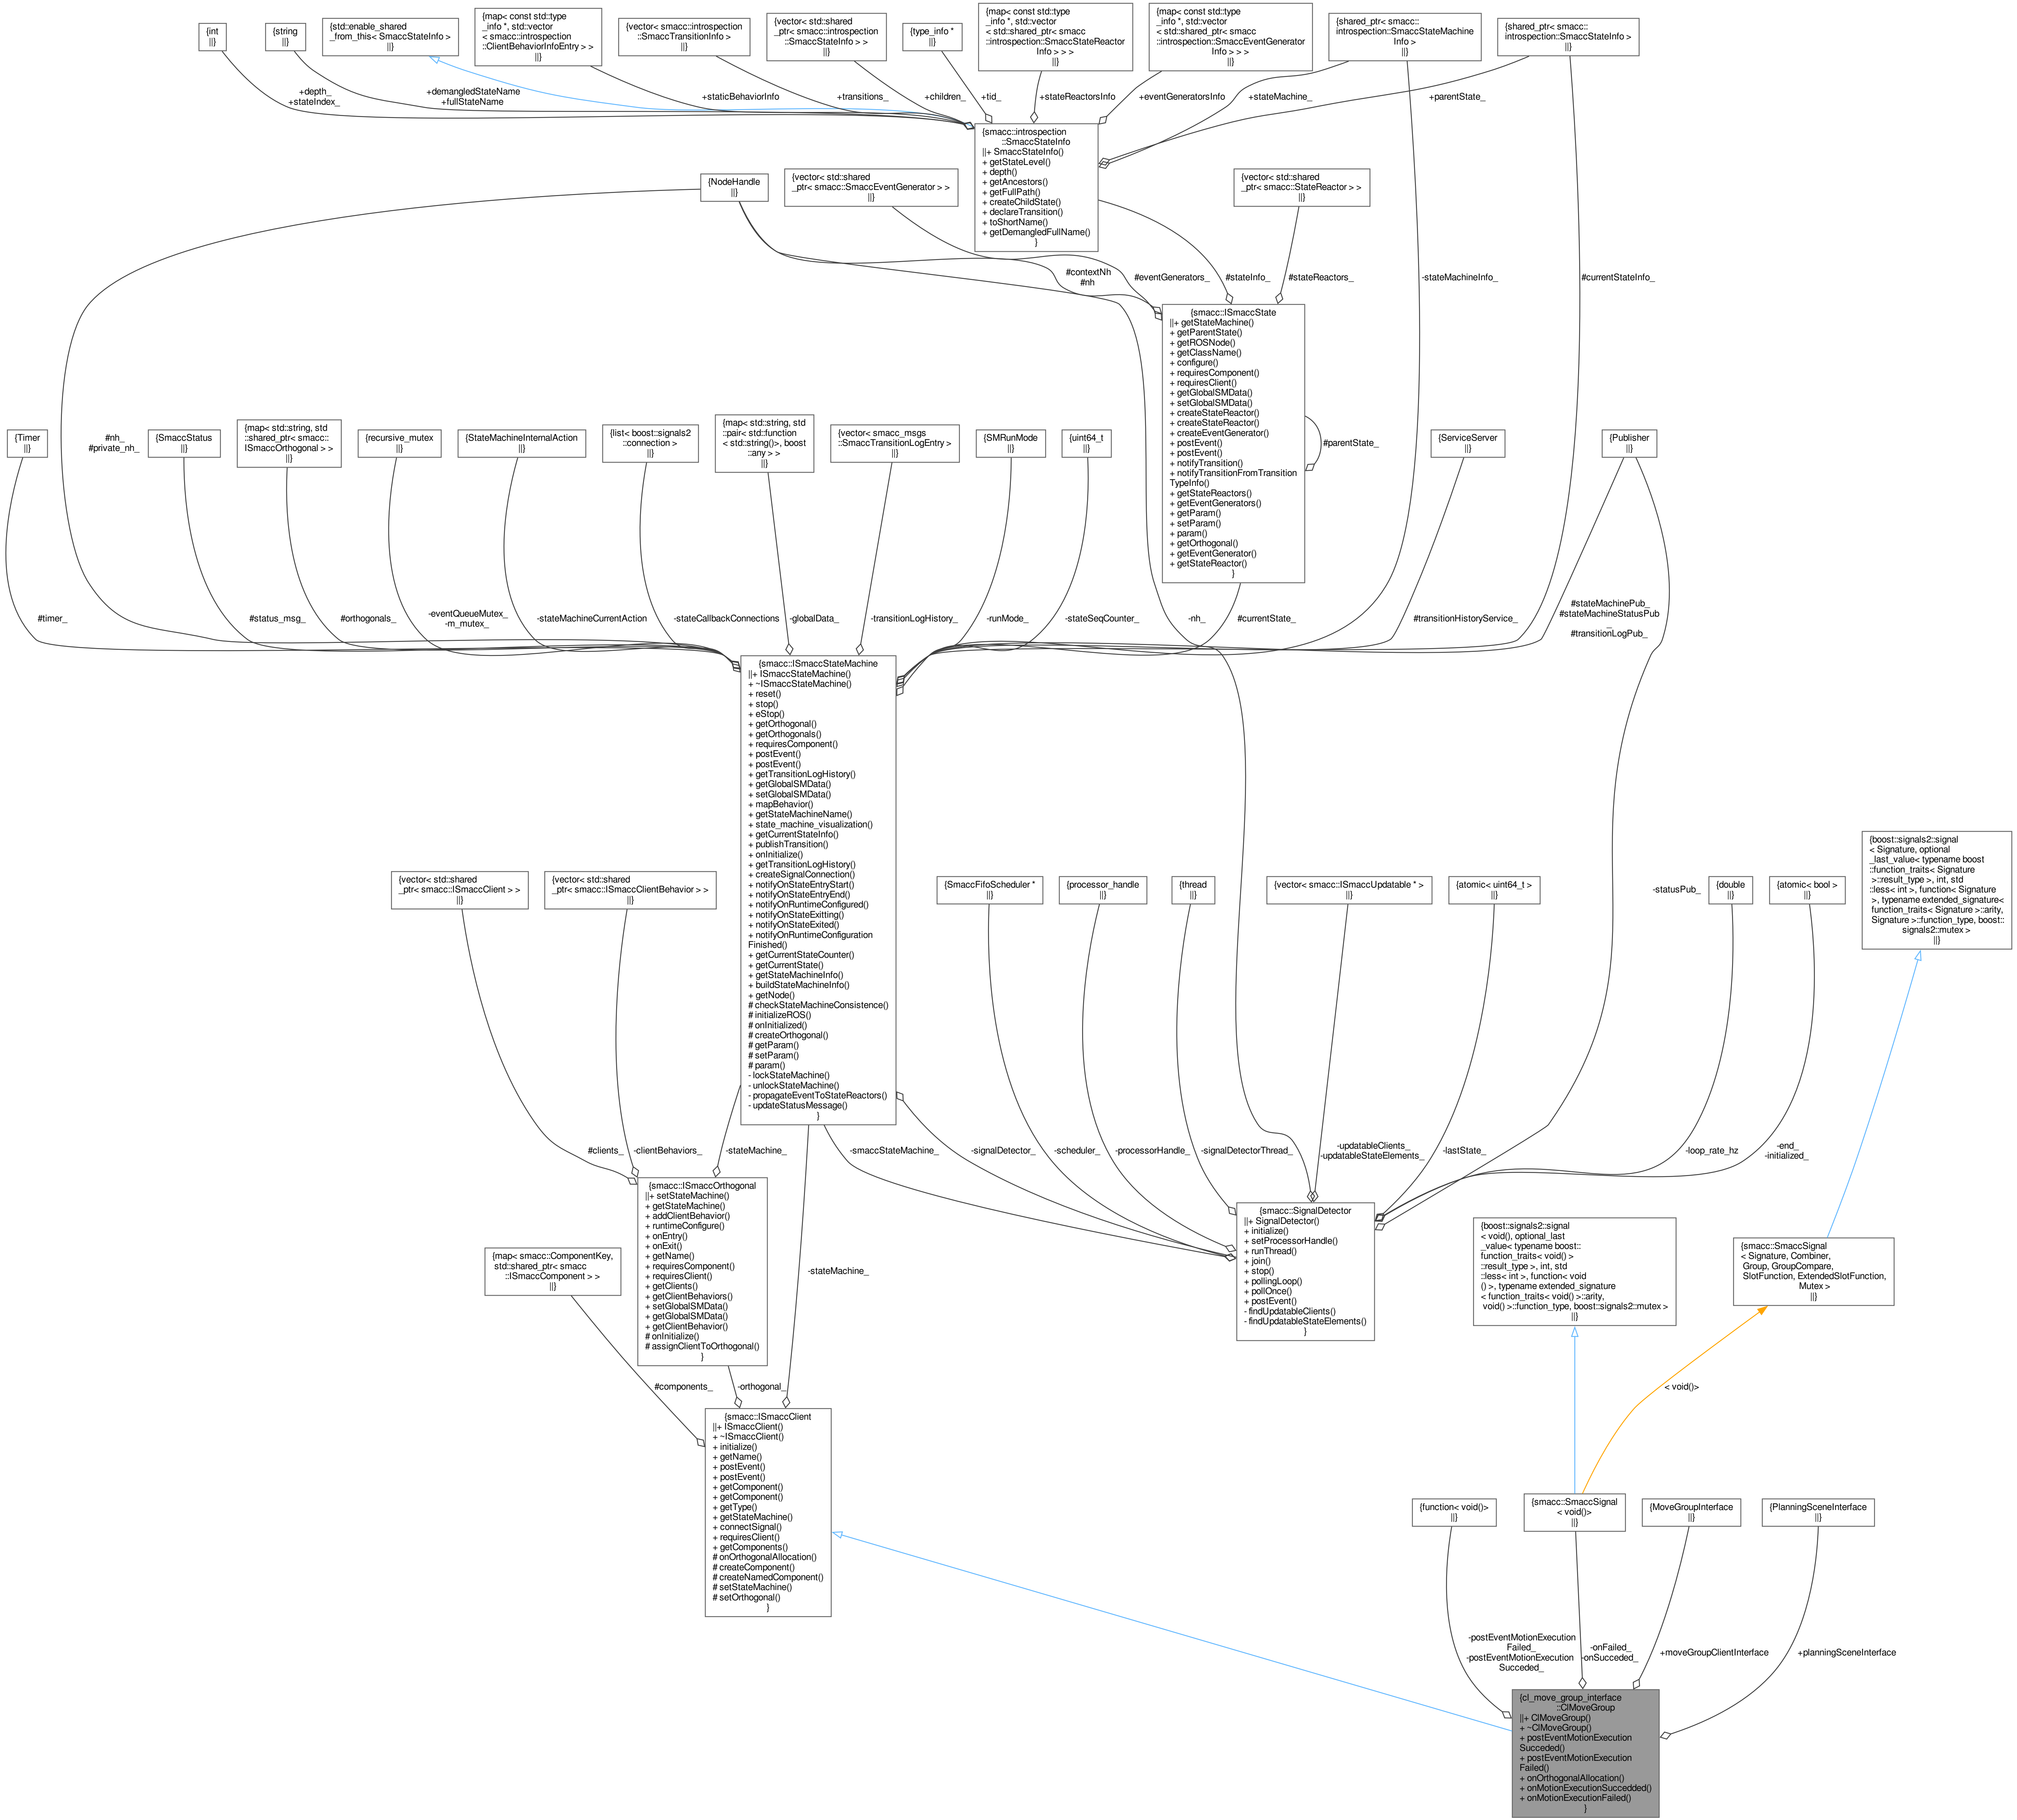 {int
||}
{string
||}
{std::enable_shared
_from_this< SmaccStateInfo >
||}
{map< const std::type
_info *, std::vector
< smacc::introspection
::ClientBehaviorInfoEntry > >
||}
{vector< smacc::introspection
::SmaccTransitionInfo >
||}
{vector< std::shared
_ptr< smacc::introspection
::SmaccStateInfo > >
||}
{type_info *
||}
{map< const std::type
_info *, std::vector
< std::shared_ptr< smacc
::introspection::SmaccStateReactor
Info > > >
||}
{map< const std::type
_info *, std::vector
< std::shared_ptr< smacc
::introspection::SmaccEventGenerator
Info > > >
||}
{shared_ptr< smacc::
introspection::SmaccStateMachine
Info >
||}
{shared_ptr< smacc::
introspection::SmaccStateInfo >
||}
+depth_
+stateIndex_
+demangledStateName
+fullStateName
+staticBehaviorInfo
+transitions_
+children_
+tid_
+stateReactorsInfo
+eventGeneratorsInfo
+stateMachine_
+parentState_
{smacc::introspection
::SmaccStateInfo
||+ SmaccStateInfo()
+ getStateLevel()
+ depth()
+ getAncestors()
+ getFullPath()
+ createChildState()
+ declareTransition()
+ toShortName()
+ getDemangledFullName()
}
{NodeHandle
||}
{vector< std::shared
_ptr< smacc::SmaccEventGenerator > >
||}
{vector< std::shared
_ptr< smacc::StateReactor > >
||}
#contextNh
#nh
#eventGenerators_
#stateInfo_
#stateReactors_
-stateMachineInfo_
#currentStateInfo_
{smacc::ISmaccState
||+ getStateMachine()
+ getParentState()
+ getROSNode()
+ getClassName()
+ configure()
+ requiresComponent()
+ requiresClient()
+ getGlobalSMData()
+ setGlobalSMData()
+ createStateReactor()
+ createStateReactor()
+ createEventGenerator()
+ postEvent()
+ postEvent()
+ notifyTransition()
+ notifyTransitionFromTransition
TypeInfo()
+ getStateReactors()
+ getEventGenerators()
+ getParam()
+ setParam()
+ param()
+ getOrthogonal()
+ getEventGenerator()
+ getStateReactor()
}
#parentState_
{Timer
||}
#nh_
#private_nh_
{SmaccStatus
||}
{map< std::string, std
::shared_ptr< smacc::
ISmaccOrthogonal > >
||}
{recursive_mutex
||}
{StateMachineInternalAction
||}
{list< boost::signals2
::connection >
||}
{map< std::string, std
::pair< std::function
< std::string()>, boost
::any > >
||}
{vector< smacc_msgs
::SmaccTransitionLogEntry >
||}
{SMRunMode
||}
{uint64_t
||}
{ServiceServer
||}
{Publisher
||}
#timer_
#status_msg_
#orthogonals_
-eventQueueMutex_
-m_mutex_
-stateMachineCurrentAction
-stateCallbackConnections
-globalData_
-transitionLogHistory_
-runMode_
-stateSeqCounter_
-nh_
#currentState_
#transitionHistoryService_
#stateMachinePub_
#stateMachineStatusPub
_
#transitionLogPub_
{smacc::ISmaccStateMachine
||+ ISmaccStateMachine()
+ ~ISmaccStateMachine()
+ reset()
+ stop()
+ eStop()
+ getOrthogonal()
+ getOrthogonals()
+ requiresComponent()
+ postEvent()
+ postEvent()
+ getTransitionLogHistory()
+ getGlobalSMData()
+ setGlobalSMData()
+ mapBehavior()
+ getStateMachineName()
+ state_machine_visualization()
+ getCurrentStateInfo()
+ publishTransition()
+ onInitialize()
+ getTransitionLogHistory()
+ createSignalConnection()
+ notifyOnStateEntryStart()
+ notifyOnStateEntryEnd()
+ notifyOnRuntimeConfigured()
+ notifyOnStateExitting()
+ notifyOnStateExited()
+ notifyOnRuntimeConfiguration
Finished()
+ getCurrentStateCounter()
+ getCurrentState()
+ getStateMachineInfo()
+ buildStateMachineInfo()
+ getNode()
# checkStateMachineConsistence()
# initializeROS()
# onInitialized()
# createOrthogonal()
# getParam()
# setParam()
# param()
- lockStateMachine()
- unlockStateMachine()
- propagateEventToStateReactors()
- updateStatusMessage()
}
{vector< std::shared
_ptr< smacc::ISmaccClient > >
||}
{vector< std::shared
_ptr< smacc::ISmaccClientBehavior > >
||}
{SmaccFifoScheduler *
||}
{processor_handle
||}
{thread
||}
{vector< smacc::ISmaccUpdatable * >
||}
{atomic< uint64_t >
||}
-statusPub_
{double
||}
{atomic< bool >
||}
{boost::signals2::signal
< Signature, optional
_last_value< typename boost
::function_traits< Signature
>::result_type >, int, std
::less< int >, function< Signature
>, typename extended_signature<
function_traits< Signature >::arity,
Signature >::function_type, boost::
signals2::mutex >
||}
#clients_
-clientBehaviors_
-stateMachine_
-smaccStateMachine_
-signalDetector_
-scheduler_
-processorHandle_
-signalDetectorThread_
-updatableClients_
-updatableStateElements_
-lastState_
-loop_rate_hz
-end_
-initialized_
{smacc::ISmaccOrthogonal
||+ setStateMachine()
+ getStateMachine()
+ addClientBehavior()
+ runtimeConfigure()
+ onEntry()
+ onExit()
+ getName()
+ requiresComponent()
+ requiresClient()
+ getClients()
+ getClientBehaviors()
+ setGlobalSMData()
+ getGlobalSMData()
+ getClientBehavior()
# onInitialize()
# assignClientToOrthogonal()
}
{smacc::SignalDetector
||+ SignalDetector()
+ initialize()
+ setProcessorHandle()
+ runThread()
+ join()
+ stop()
+ pollingLoop()
+ pollOnce()
+ postEvent()
- findUpdatableClients()
- findUpdatableStateElements()
}
{map< smacc::ComponentKey,
std::shared_ptr< smacc
::ISmaccComponent > >
||}
-stateMachine_
{boost::signals2::signal
< void(), optional_last
_value< typename boost::
function_traits< void() >
::result_type >, int, std
::less< int >, function< void
() >, typename extended_signature
< function_traits< void() >::arity,
void() >::function_type, boost::signals2::mutex >
||}
{smacc::SmaccSignal
< Signature, Combiner,
Group, GroupCompare,
SlotFunction, ExtendedSlotFunction,
Mutex >
||}
#components_
-orthogonal_
< void()>
{smacc::ISmaccClient
||+ ISmaccClient()
+ ~ISmaccClient()
+ initialize()
+ getName()
+ postEvent()
+ postEvent()
+ getComponent()
+ getComponent()
+ getType()
+ getStateMachine()
+ connectSignal()
+ requiresClient()
+ getComponents()
# onOrthogonalAllocation()
# createComponent()
# createNamedComponent()
# setStateMachine()
# setOrthogonal()
}
{function< void()>
||}
{smacc::SmaccSignal
< void()>
||}
{MoveGroupInterface
||}
{PlanningSceneInterface
||}
-postEventMotionExecution
Failed_
-postEventMotionExecution
Succeded_
-onFailed_
-onSucceded_
+moveGroupClientInterface
+planningSceneInterface
{cl_move_group_interface
::ClMoveGroup
||+ ClMoveGroup()
+ ~ClMoveGroup()
+ postEventMotionExecution
Succeded()
+ postEventMotionExecution
Failed()
+ onOrthogonalAllocation()
+ onMotionExecutionSuccedded()
+ onMotionExecutionFailed()
}